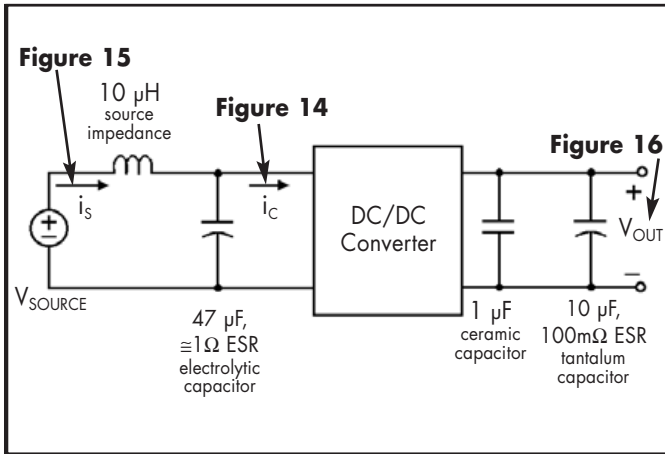 Figure 15
10 µH
source
impedance
Figure 14
Figure 16
iS
iC
DC/DC
Converter
+
VOUT
–
+
–
VSOURCE
47 µF,
≅1Ω ESR
electrolytic
capacitor
1 µF
ceramic
capacitor
10 µF,
100mΩ ESR
tantalum
capacitor